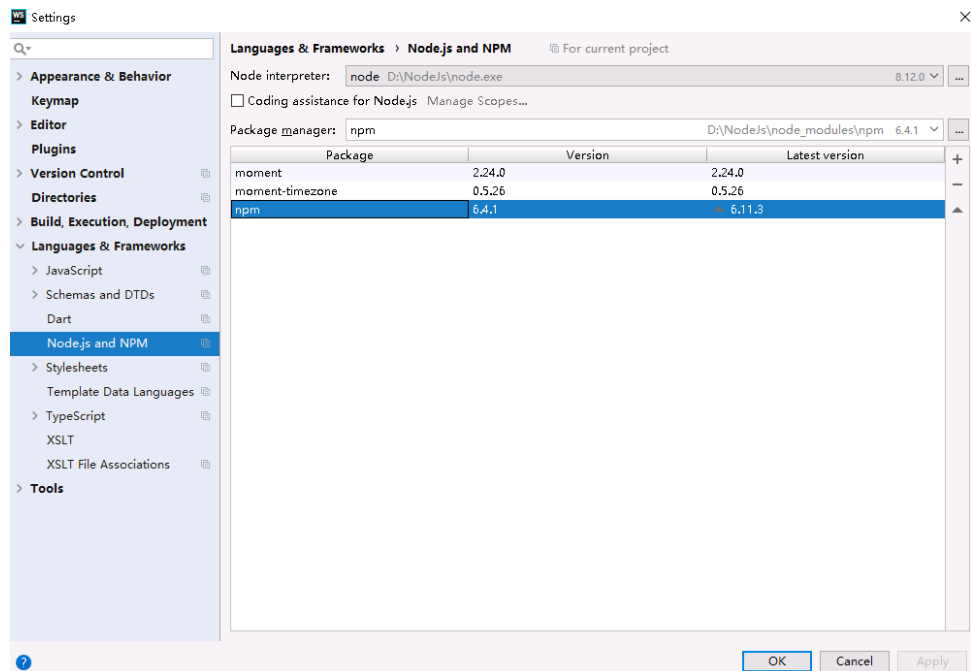 WS Settings
Languages & Frameworks › Node.js and NPM For current project
Appearance & Behavior
Keymap
Editor
Plugins
Version Control
Directories
Build, Execution, Deployment
Languages & Frameworks
JavaScript
Schemas and DTDs
Dart
Node.js and NPM
Stylesheets
Template Data Languages
TypeScript
XSLT
XSLT File Associations
Tools
Node interpreter: node D:\NodeJs\node.exe 8.12.0 ...
Coding assistance for Node.js Manage Scopes...
Package manager: npm D:\NodeJs\node_modules\npm 6.4.1 ...
Package Version Latest version
moment 2.24.0 2.24.0
moment-timezone 0.5.26 0.5.26
npm 6.4.1 6.11.3
? OK Cancel Apply